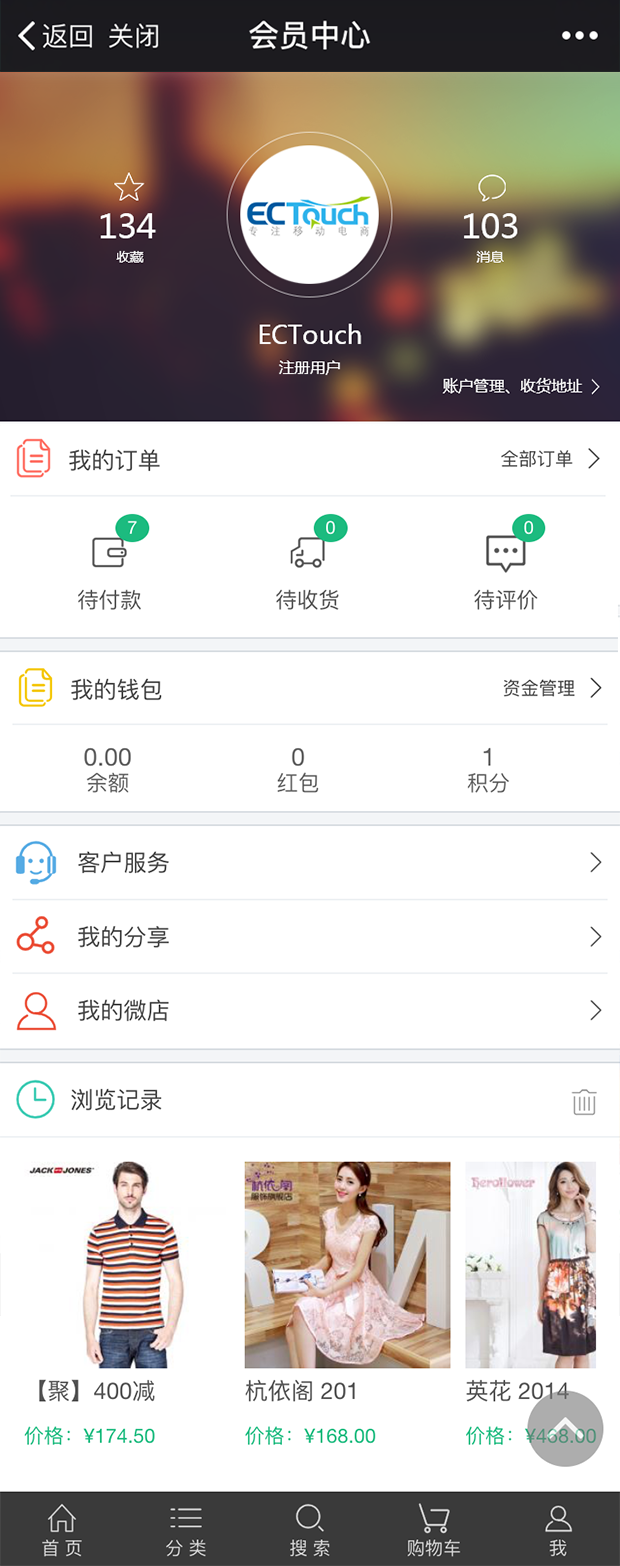 返回 关闭 会员中心
134
收藏
ECTouch
专注移动电商
103
消息
ECTouch
注册用户
账户管理、收货地址
我的订单 全部订单
7 0 0
待付款 待收货 待评价
我的钱包 资金管理
0.00 0 1
余额 红包 积分
客户服务
我的分享
我的微店
浏览记录
JACK JONES
杭依阁
服饰旗舰店
heroflower
【聚】400减 杭依阁 201 英花 2014
价格：¥174.50 价格：¥168.00 价格：¥458.00
首页 分类 搜索 购物车 我